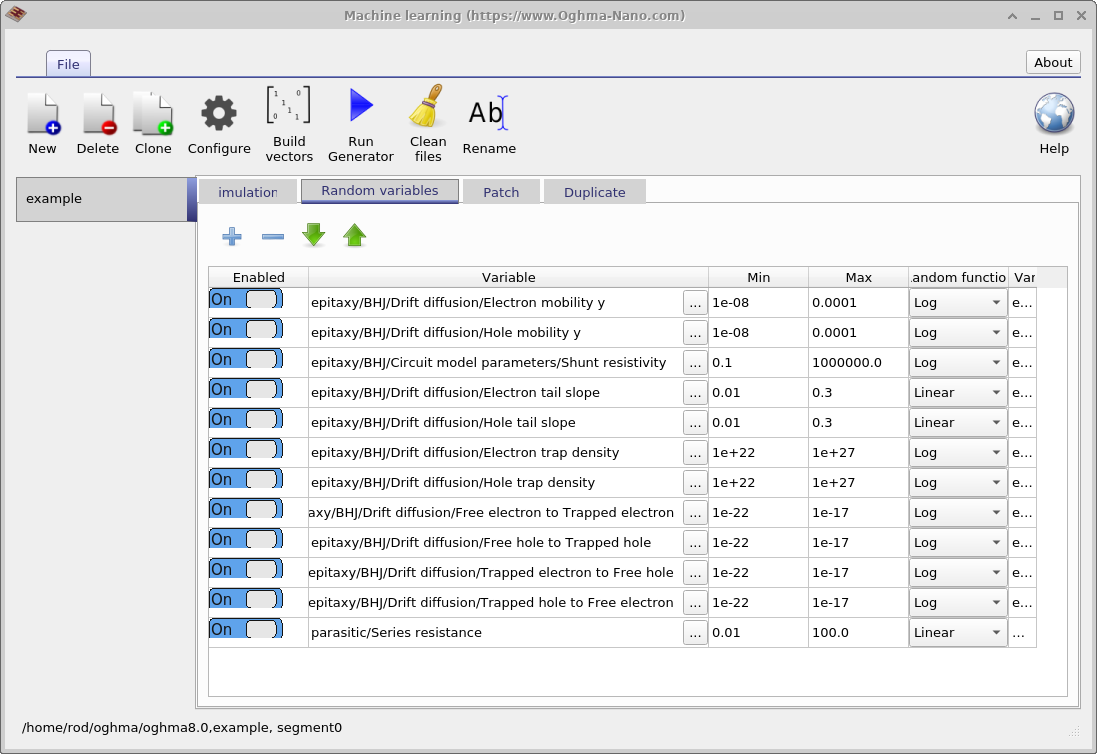 Machine learning (https://www.Oghma-Nano.com)
File
About
New
Delete
Clone
Configure
Build vectors
Run Generator
Clean files
Ab
Rename
Help
example
imulation
Random variables
Patch
Duplicate
Enabled Variable Min Max andom functio Var
On epitaxy/BHJ/Drift diffusion/Electron mobility y ... 1e-08 0.0001 Log e...
On epitaxy/BHJ/Drift diffusion/Hole mobility y ... 1e-08 0.0001 Log e...
On epitaxy/BHJ/Circuit model parameters/Shunt resistivity ... 0.1 1000000.0 Log e...
On epitaxy/BHJ/Drift diffusion/Electron tail slope ... 0.01 0.3 Linear e...
On epitaxy/BHJ/Drift diffusion/Hole tail slope ... 0.01 0.3 Linear e...
On epitaxy/BHJ/Drift diffusion/Electron trap density ... 1e+22 1e+27 Log e...
On epitaxy/BHJ/Drift diffusion/Hole trap density ... 1e+22 1e+27 Log e...
On axy/BHJ/Drift diffusion/Free electron to Trapped electron ... 1e-22 1e-17 Log e...
On epitaxy/BHJ/Drift diffusion/Free hole to Trapped hole ... 1e-22 1e-17 Log e...
On epitaxy/BHJ/Drift diffusion/Trapped electron to Free hole ... 1e-22 1e-17 Log e...
On epitaxy/BHJ/Drift diffusion/Trapped hole to Free electron ... 1e-22 1e-17 Log e...
On parasitic/Series resistance ... 0.01 100.0 Linear ...
/home/rod/oghma/oghma8.0,example, segment0